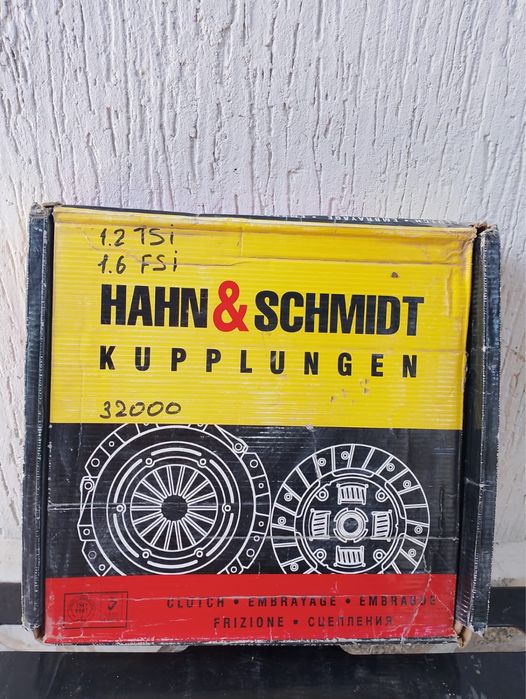 1.2 TSi
1.6 FSi
HAHN & SCHMIDT
KUPPLUNGEN
32000
CLUTCH • EMBRAYAGE • EMBRAGUE
FRIZIONE • СЦЕПЛЕНИЯ